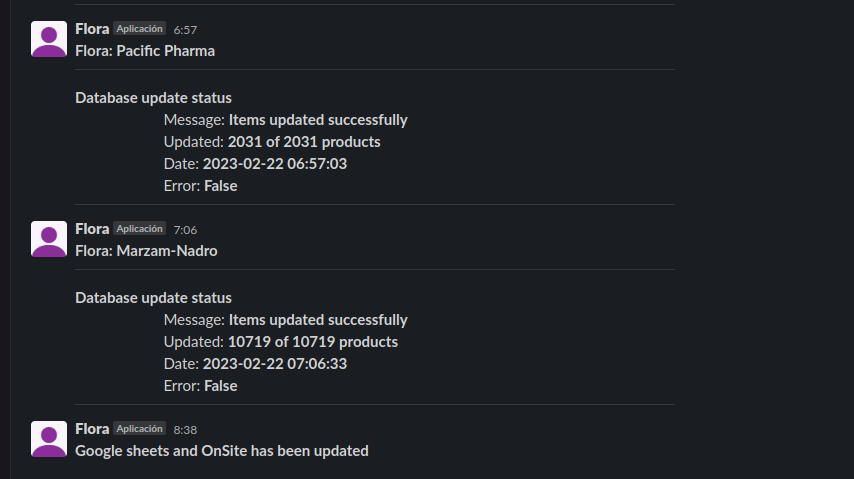 Flora Aplicación 6:57
Flora: Pacific Pharma
Database update status
Message: Items updated successfully
Updated: 2031 of 2031 products
Date: 2023-02-22 06:57:03
Error: False
Flora Aplicación 7:06
Flora: Marzam-Nadro
Database update status
Message: Items updated successfully
Updated: 10719 of 10719 products
Date: 2023-02-22 07:06:33
Error: False
Flora Aplicación 8:38
Google sheets and OnSite has been updated